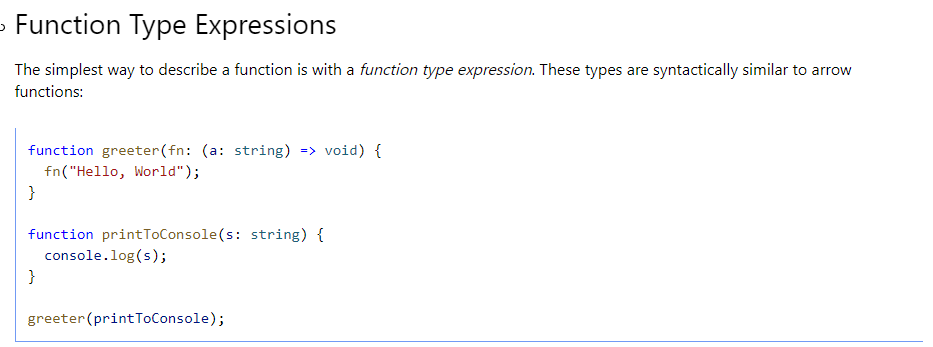 Function Type Expressions
The simplest way to describe a function is with a function type expression. These types are syntactically similar to arrow
functions:
function greeter(fn: (a: string) => void) {
  fn("Hello, World");
}
function printToConsole(s: string) {
  console.log(s);
}
greeter(printToConsole);